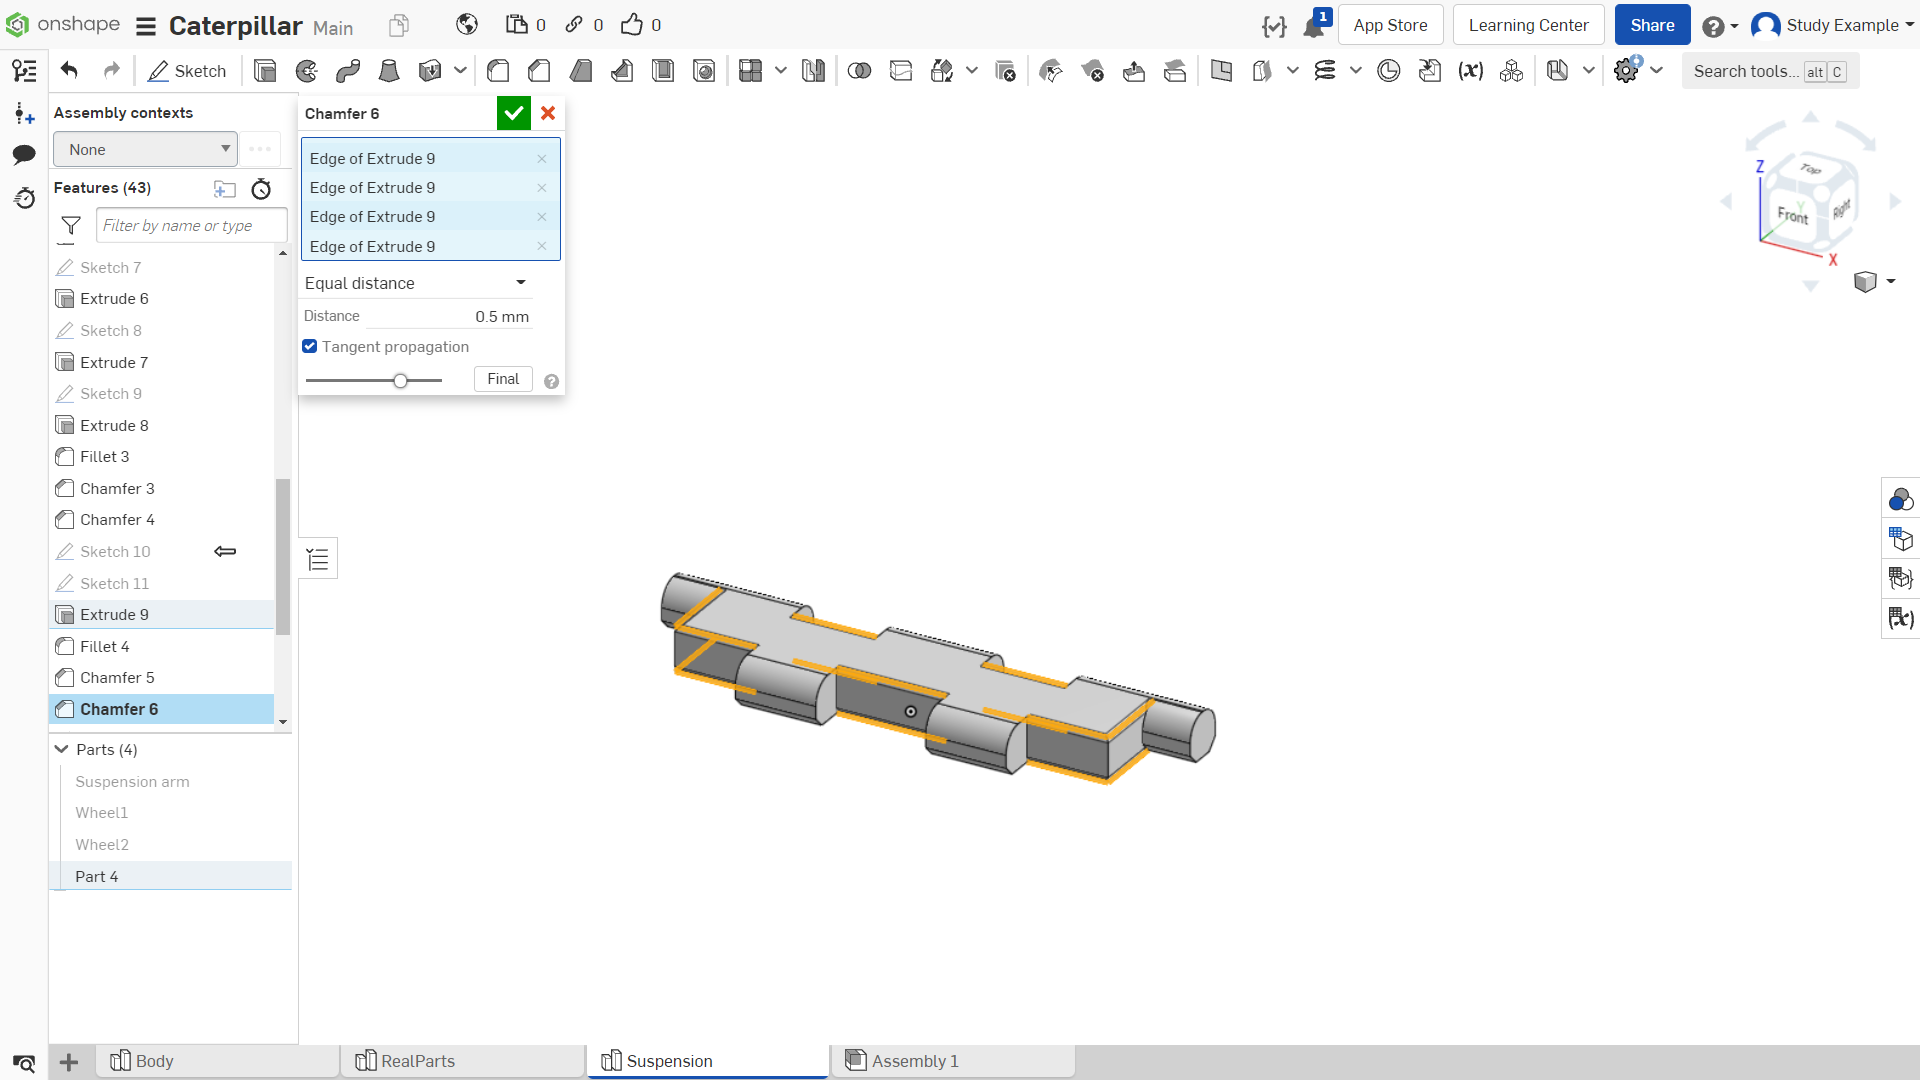 onshape Caterpillar Main 0 0 0 1 App Store Learning Center Share Study Example
Sketch Search tools... alt C
Assembly contexts
None
Features (43)
Filter by name or type
Sketch 7
Extrude 6
Sketch 8
Extrude 7
Sketch 9
Extrude 8
Fillet 3
Chamfer 3
Chamfer 4
Sketch 10
Sketch 11
Extrude 9
Fillet 4
Chamfer 5
Chamfer 6
Parts (4)
Suspension arm
Wheel1
Wheel2
Part 4
Chamfer 6
Edge of Extrude 9
Edge of Extrude 9
Edge of Extrude 9
Edge of Extrude 9
Equal distance
Distance 0.5 mm
Tangent propagation
Final
Z
Top
Y
Front
Right
X
Body RealParts Suspension Assembly 1